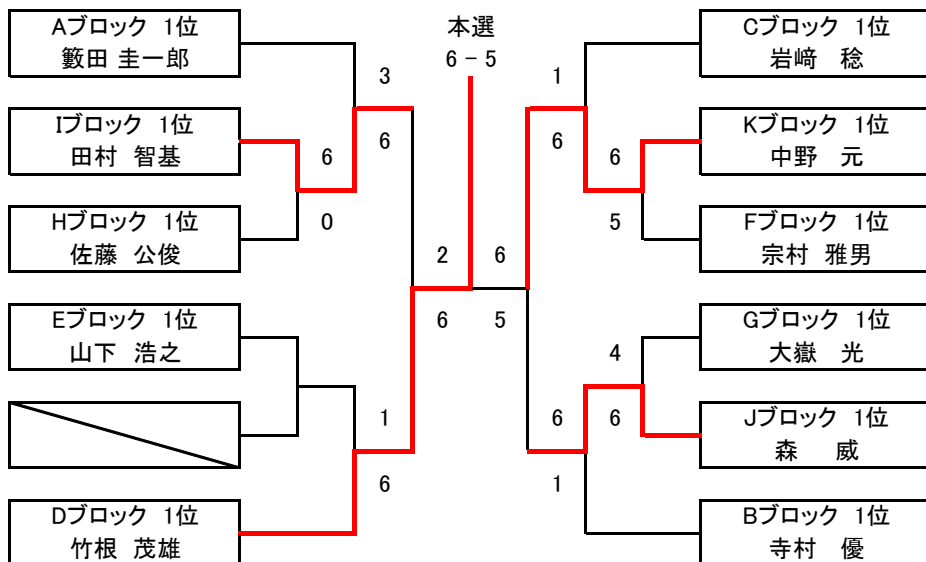 Aブロック 1位
籔田 圭一郎
Iブロック 1位
田村 智基
Hブロック 1位
佐藤 公俊
Eブロック 1位
山下 浩之
Dブロック 1位
竹根 茂雄
6
0
3
6
1
6
2
6
本選
6 - 5
6
5
1
6
6
1
6
5
4
6
Cブロック 1位
岩﨑 稔
Kブロック 1位
中野 元
Fブロック 1位
宗村 雅男
Gブロック 1位
大嶽 光
Jブロック 1位
森 威
Bブロック 1位
寺村 優